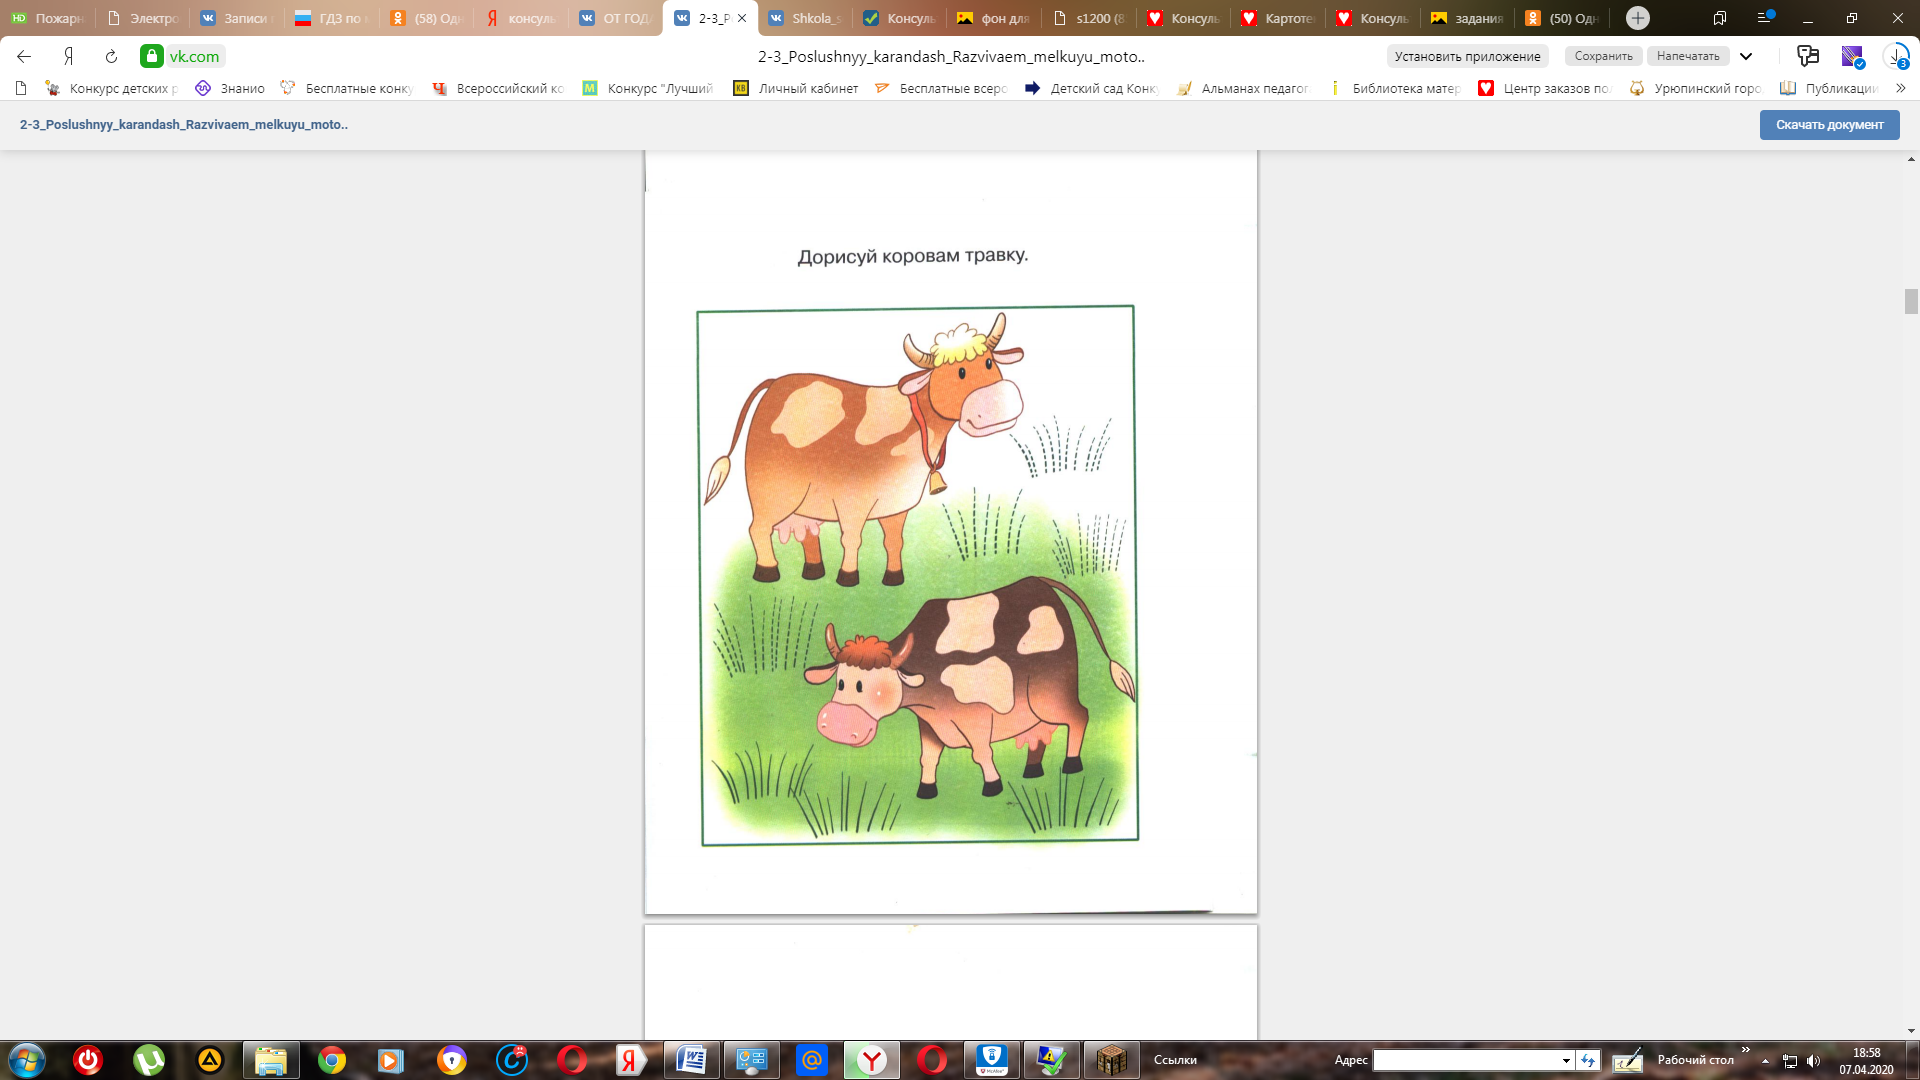 Пожарн
Электро
Записи
ГДЗ по
(58) Одн
консуль
ОТ ГОДА
2-3_P
Shkola_s
Консуль
фон для
s1200 (8
Консуль
Картотек
Консуль
задания
(50) Одн
vk.com
2-3_Poslushnyy_karandash_Razvivaem_melkuyu_moto..
Установить приложение
Сохранить
Напечатать
3
Конкурс детских р
Знанио
Бесплатные конку
Всероссийский ко
Конкурс "Лучший
Личный кабинет
Бесплатные всеро
Детский сад Конку
Альманах педагог
Библиотека матер
Центр заказов по
Урюпинский горо
Публикации
2-3_Poslushnyy_karandash_Razvivaem_melkuyu_moto..
Скачать документ
Дорисуй коровам травку.
Ссылки
Адрес
Рабочий стол
18:58
07.04.2020